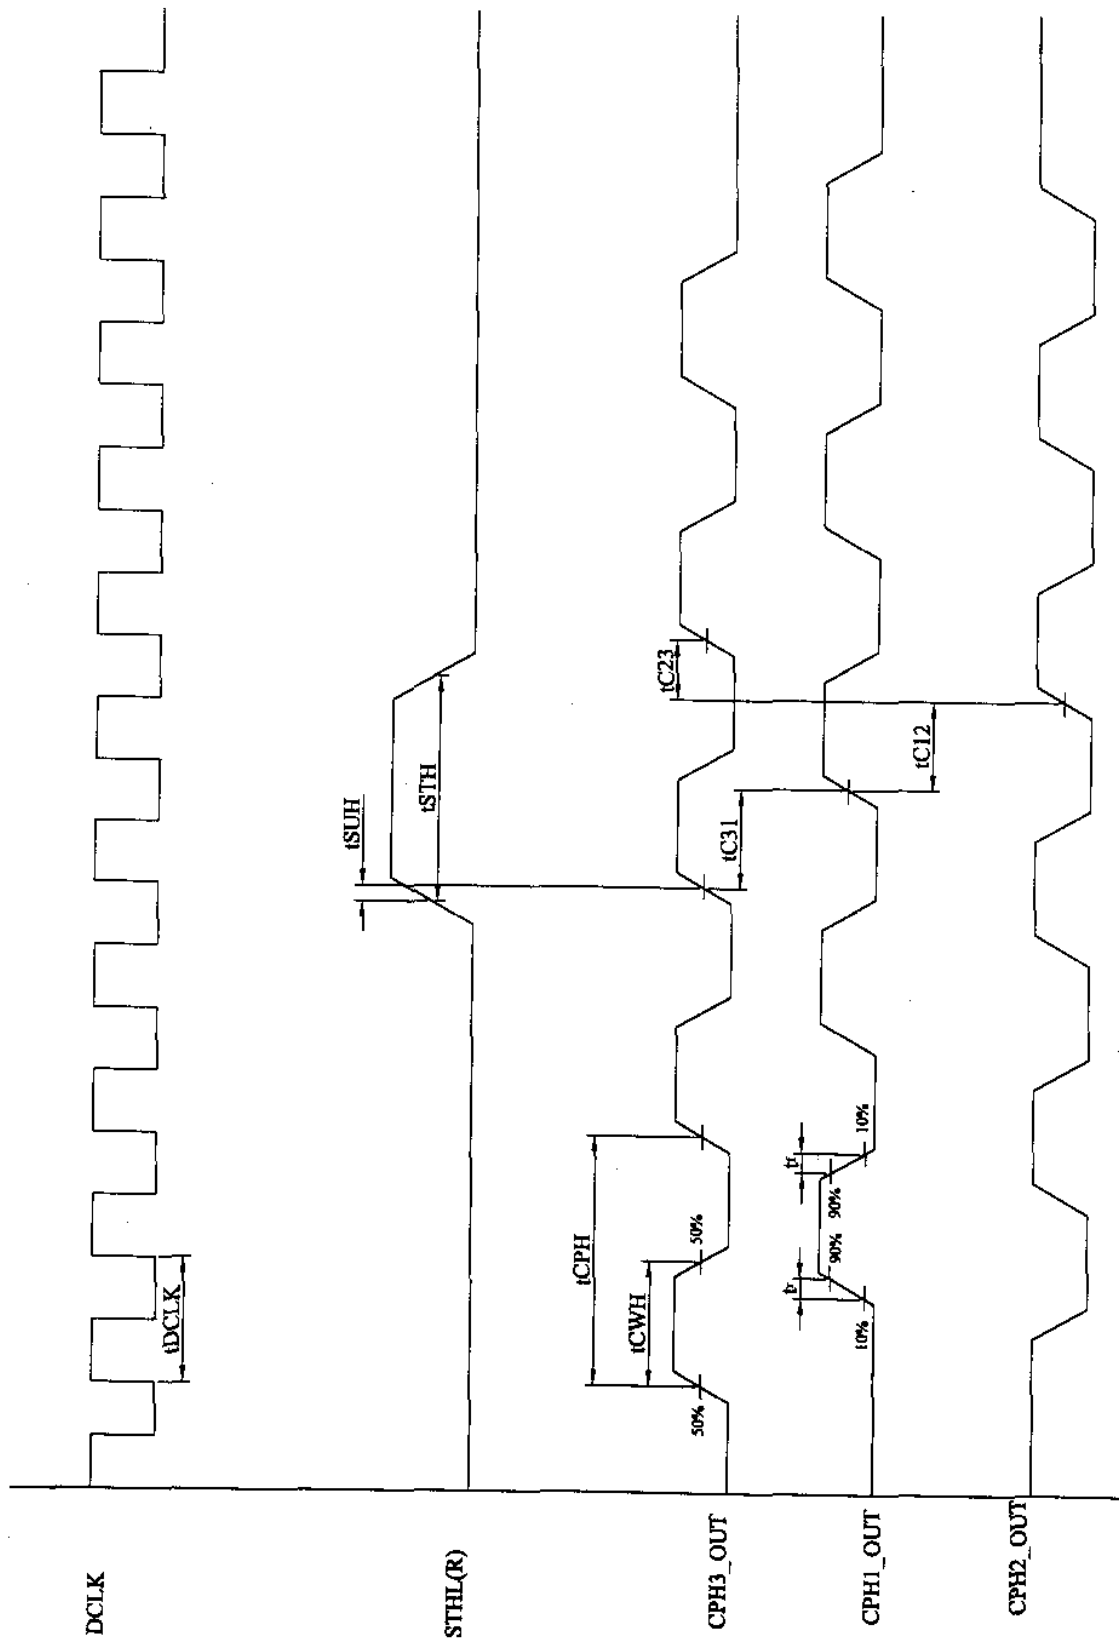 DCLK
tDCLK
STHL(R)
tSUH
tSTH
CPH3_OUT
50%
tCWH
50%
tCPH
tC31
tC23
CPH1_OUT
10%
tr
90%
90%
tf
10%
tC12
CPH2_OUT